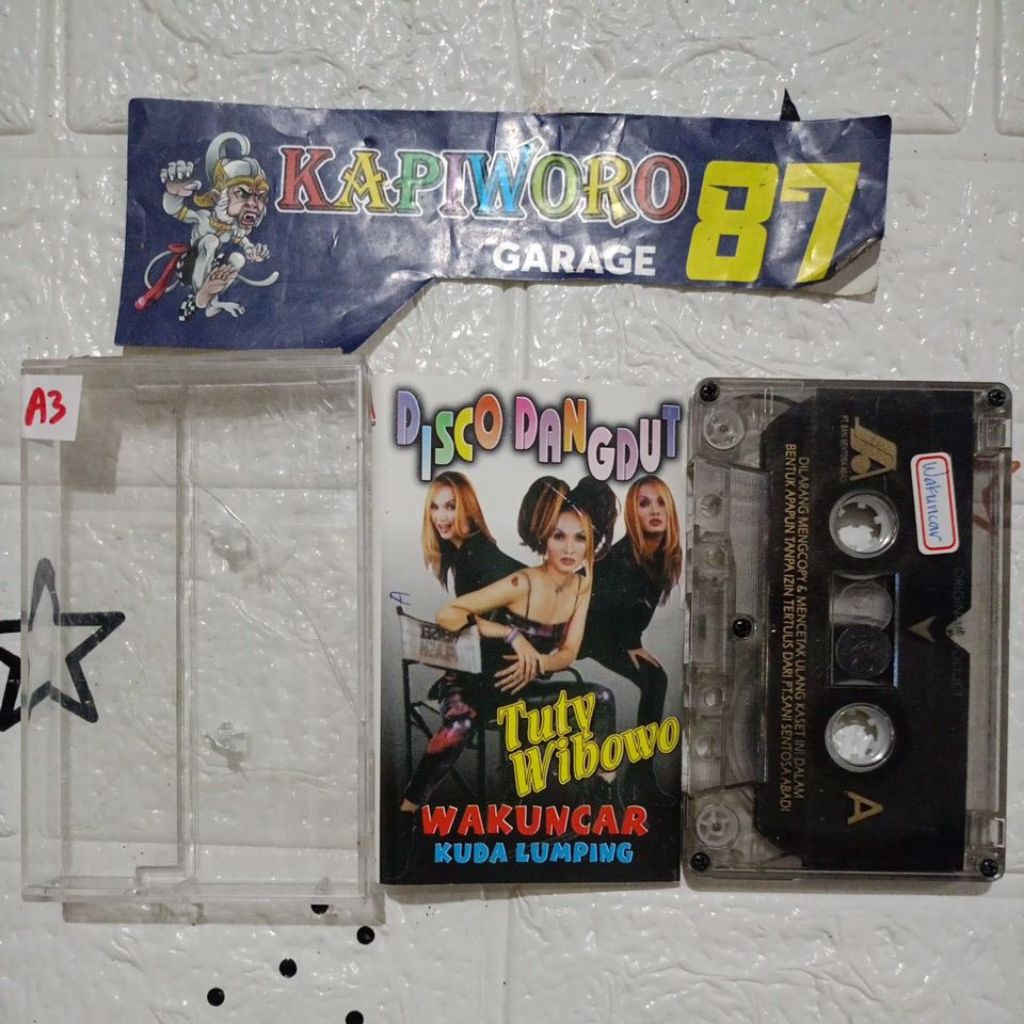 KAPIWORO 87
GARAGE
A3
DISCO DANGDUT
A
Tuty
Wibowo
WAKUNCAR
KUDA LUMPING
Wakuncar
DILARANG MENGCOPY & MENCETAK ULANG KASET INI DALAM
BENTUK APAPUN TANPA IZIN TERTULIS DARI PT.SANI SENTOSA ABADI
A